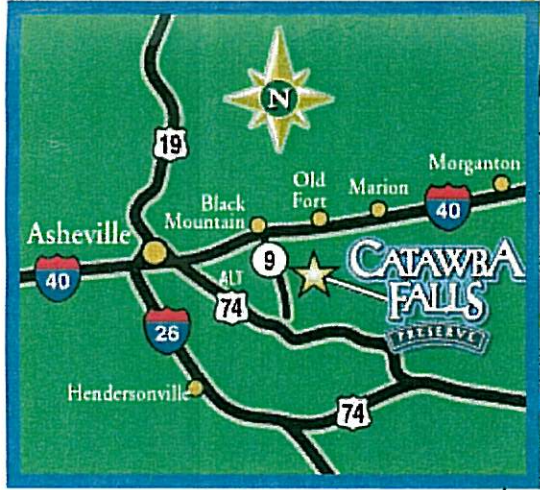 N
19
Morganton
Old
Fort
Marion
Black
Mountain
40
Asheville
9
CATAWBA
FALLS
PRESERVE
40
ALT
74
26
Hendersonville
74